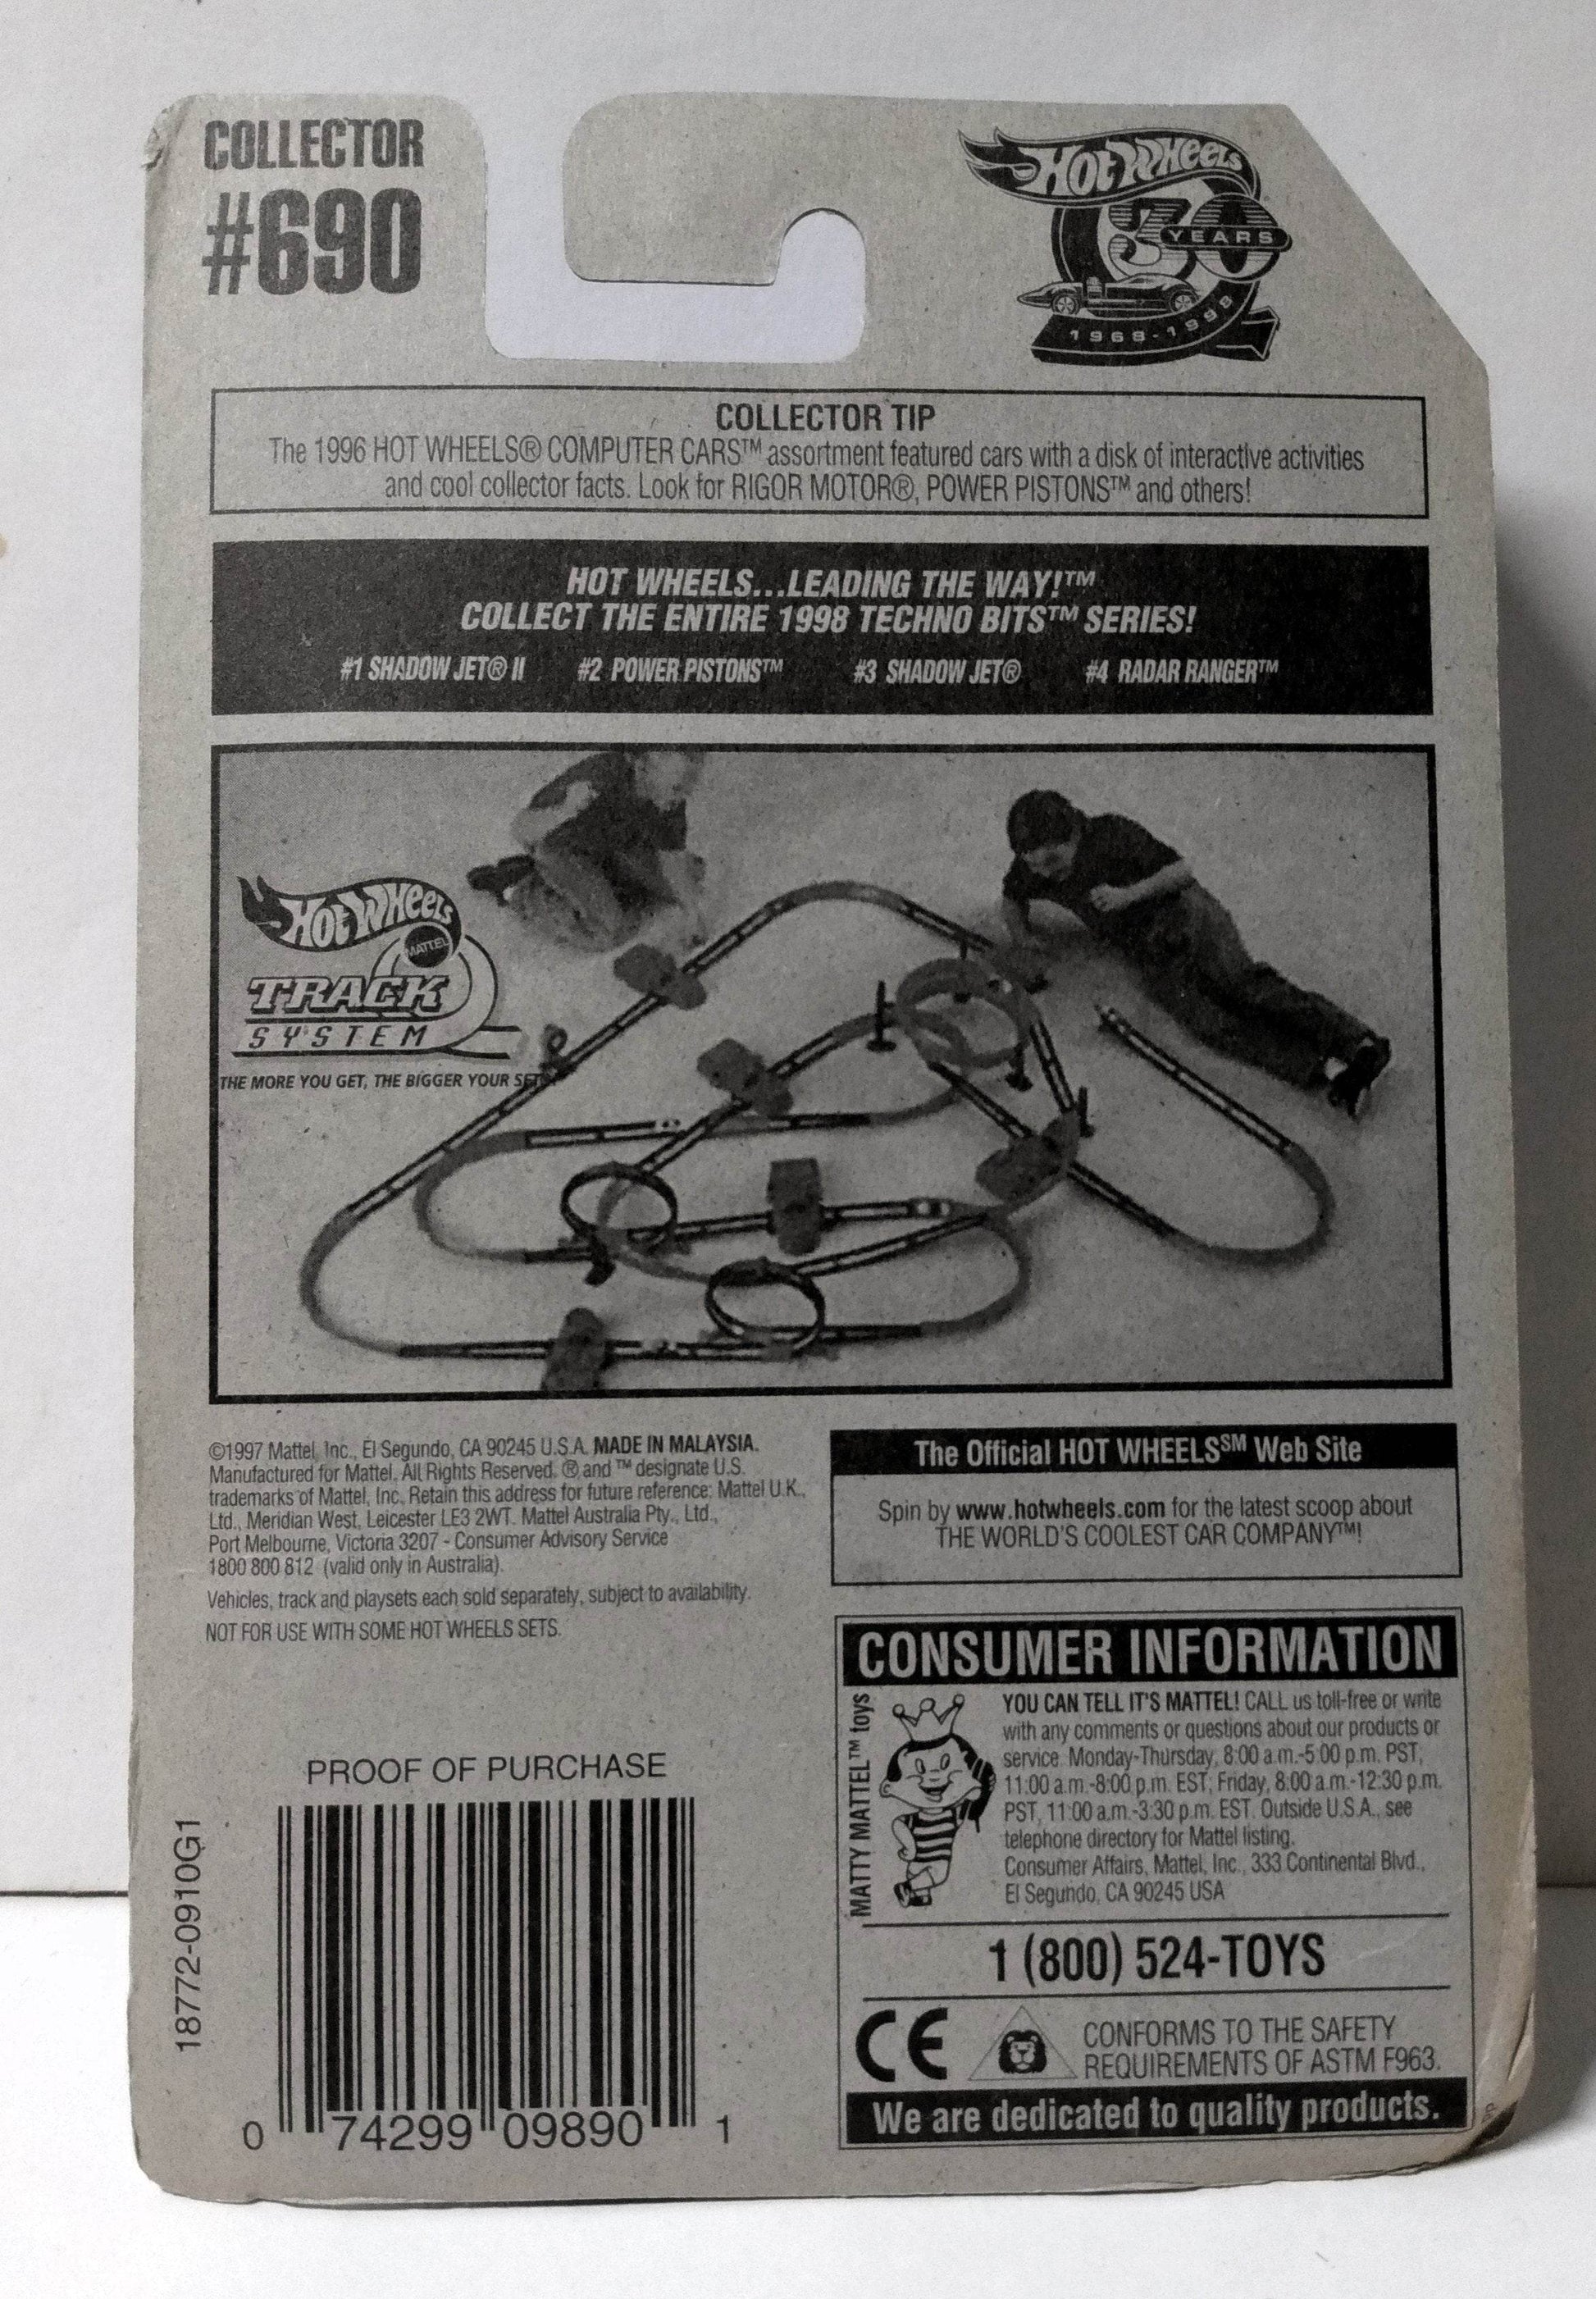 COLLECTOR
#690
Hot Wheels
30
YEARS
1968-1998
COLLECTOR TIP
The 1996 HOT WHEELS® COMPUTER CARS™ assortment featured cars with a disk of interactive activities
and cool collector facts. Look for RIGOR MOTOR®, POWER PISTONS™ and others!
HOT WHEELS...LEADING THE WAY!™
COLLECT THE ENTIRE 1998 TECHNO BITS™ SERIES!
#1 SHADOW JET® II #2 POWER PISTONS™ #3 SHADOW JET® #4 RADAR RANGER™
Hot Wheels
MATTEL
TRACK
SYSTEM
THE MORE YOU GET, THE BIGGER YOUR SET
©1997 Mattel, Inc., El Segundo, CA 90245 U.S.A. MADE IN MALAYSIA.
Manufactured for Mattel. All Rights Reserved. ® and ™ designate U.S.
trademarks of Mattel, Inc. Retain this address for future reference: Mattel U.K.,
Ltd., Meridian West, Leicester LE3 2WT. Mattel Australia Pty., Ltd.,
Port Melbourne, Victoria 3207 - Consumer Advisory Service
1800 800 812 (valid only in Australia).
Vehicles, track and playsets each sold separately, subject to availability.
NOT FOR USE WITH SOME HOT WHEELS SETS.
The Official HOT WHEELS℠ Web Site
Spin by www.hotwheels.com for the latest scoop about
THE WORLD'S COOLEST CAR COMPANY™!
CONSUMER INFORMATION
MATTY MATTEL™ toys
YOU CAN TELL IT'S MATTEL! CALL us toll-free or write
with any comments or questions about our products or
service. Monday-Thursday, 8:00 a.m.-5:00 p.m. PST,
11:00 a.m.-8:00 p.m. EST; Friday, 8:00 a.m.-12:30 p.m.
PST, 11:00 a.m.-3:30 p.m. EST. Outside U.S.A., see
telephone directory for Mattel listing.
Consumer Affairs, Mattel, Inc., 333 Continental Blvd.,
El Segundo, CA 90245 USA
1 (800) 524-TOYS
CE
CONFORMS TO THE SAFETY
REQUIREMENTS OF ASTM F963.
We are dedicated to quality products.
PROOF OF PURCHASE
18772-0910G1
0 74299 09890 1